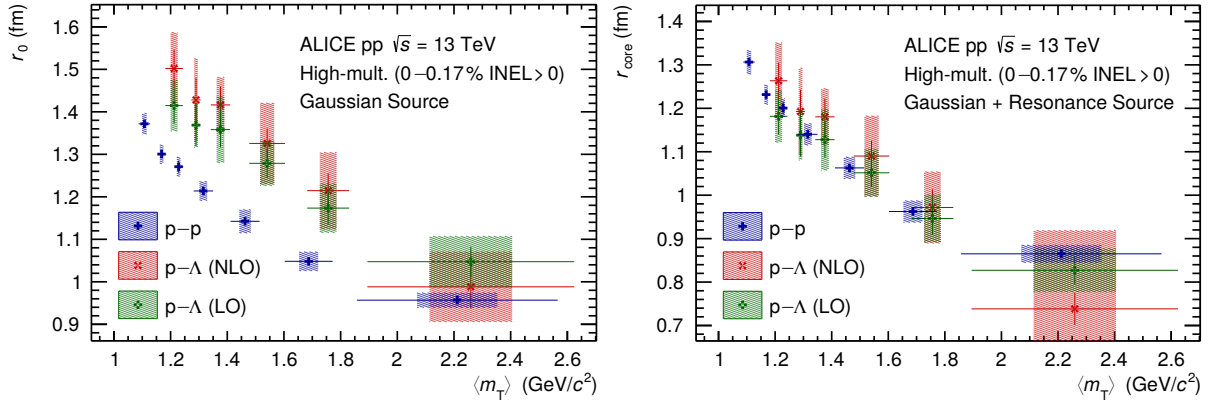 r₀ (fm)
1.6
1.5
1.4
1.3
1.2
1.1
1
0.9
ALICE pp √s = 13 TeV
High-mult. (0−0.17% INEL > 0)
Gaussian Source
p−p
p−Λ (NLO)
p−Λ (LO)
1 1.2 1.4 1.6 1.8 2 2.2 2.4 2.6
⟨m_T⟩ (GeV/c²)
r_core (fm)
1.4
1.3
1.2
1.1
1
0.9
0.8
0.7
ALICE pp √s = 13 TeV
High-mult. (0−0.17% INEL > 0)
Gaussian + Resonance Source
p−p
p−Λ (NLO)
p−Λ (LO)
1 1.2 1.4 1.6 1.8 2 2.2 2.4 2.6
⟨m_T⟩ (GeV/c²)